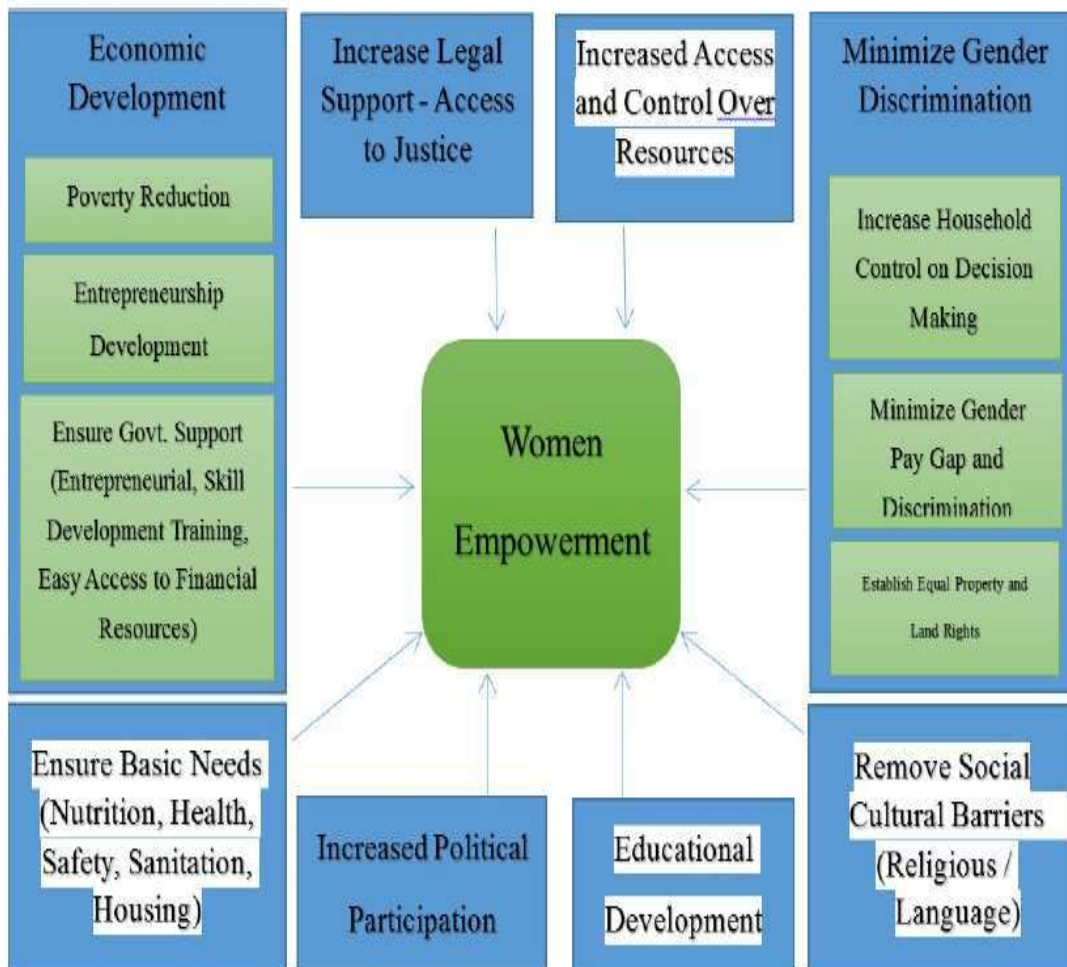 Economic
Development
Poverty Reduction
Entrepreneurship
Development
Ensure Govt. Support
(Entrepreneurial, Skill
Development Training,
Easy Access to Financial
Resources)
Increase Legal
Support - Access
to Justice
Increased Access
and Control Over
Resources
Minimize Gender
Discrimination
Increase Household
Control on Decision
Making
Minimize Gender
Pay Gap and
Discrimination
Establish Equal Property and
Land Rights
Women
Empowerment
Ensure Basic Needs
(Nutrition, Health,
Safety, Sanitation,
Housing)
Increased Political
Participation
Educational
Development
Remove Social
Cultural Barriers
(Religious /
Language)